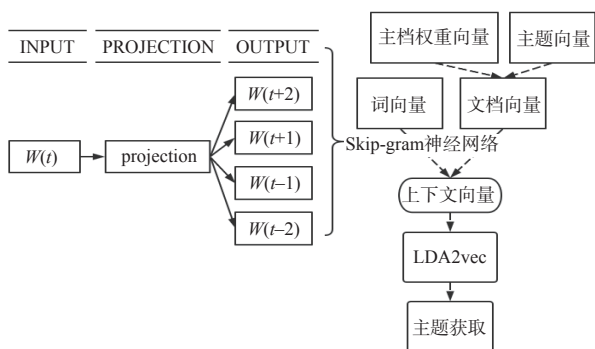 INPUT PROJECTION OUTPUT
W(t)
projection
W(t+2)
W(t+1)
W(t–1)
W(t–2)
主档权重向量 主题向量
词向量 文档向量
Skip-gram神经网络
上下文向量
LDA2vec
主题获取